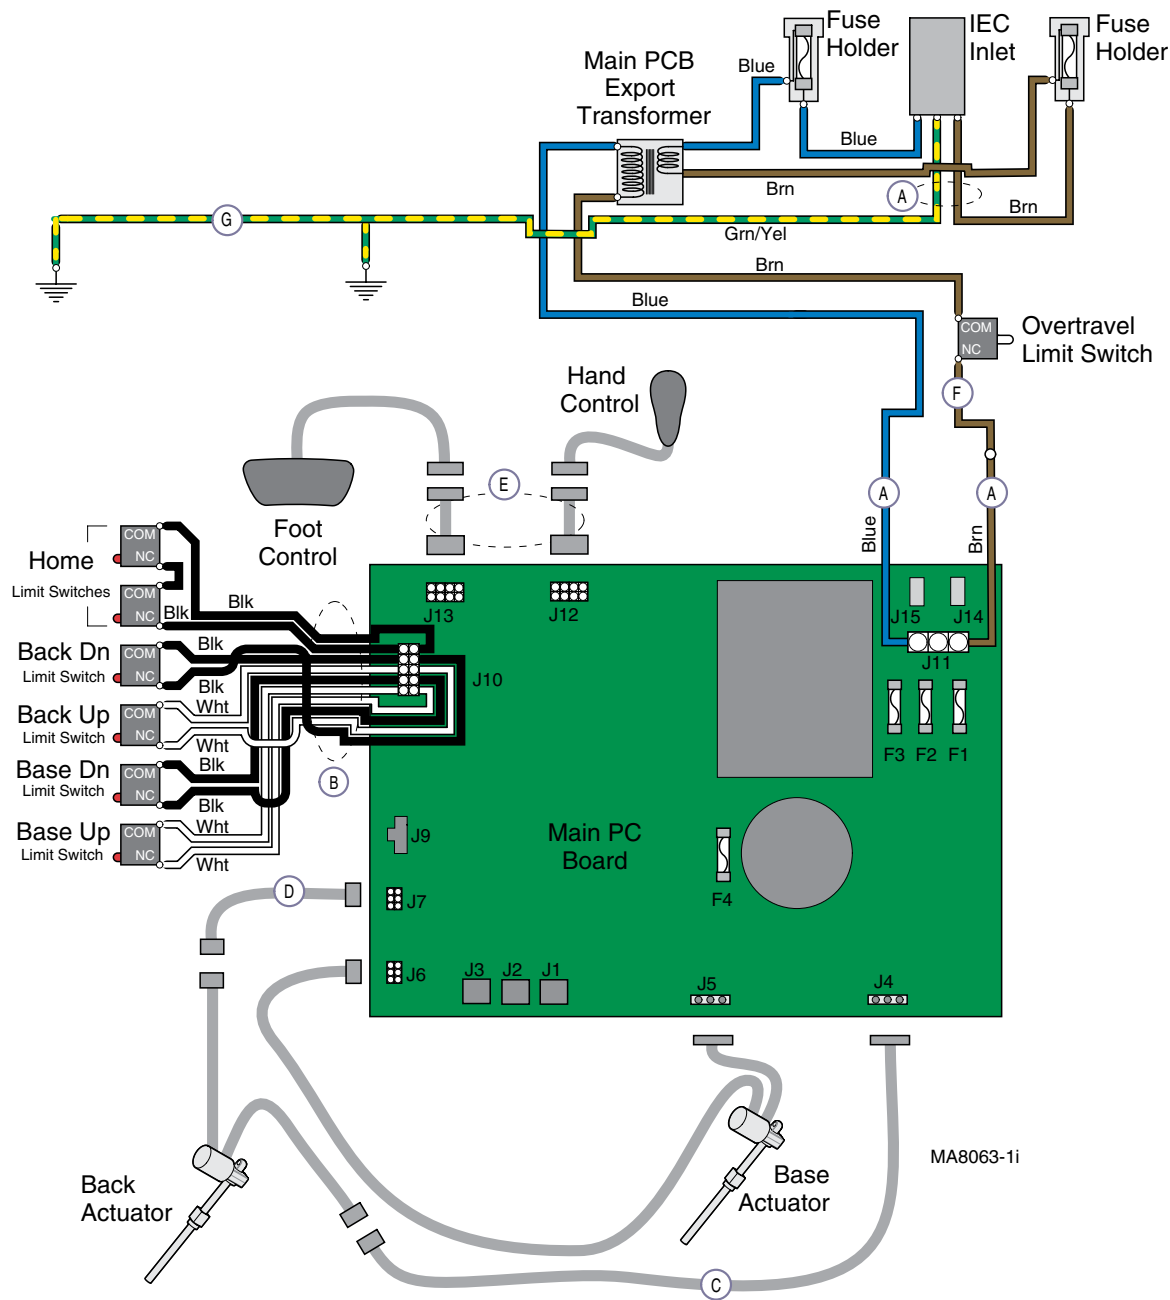 Fuse
Holder
IEC
Inlet
Fuse
Holder
Main PCB
Export
Transformer
Blue
Blue
Brn
A
Brn
G
Grn/Yel
Brn
Blue
COM
NC
Overtravel
Limit Switch
F
Hand
Control
E
A
A
Foot
Control
Blue
Brn
COM
NC
Home
Limit Switches
COM
NC
Blk
Blk
J13
J12
J15
J14
J11
Back Dn
Limit Switch
COM
NC
Blk
Blk
J10
Back Up
Limit Switch
COM
NC
Wht
Wht
F3
F2
F1
Base Dn
Limit Switch
COM
NC
Blk
Blk
B
Base Up
Limit Switch
COM
NC
Wht
Wht
J9
Main PC
Board
F4
D
J7
J6
J3
J2
J1
J5
J4
MA8063-1i
Back
Actuator
Base
Actuator
C